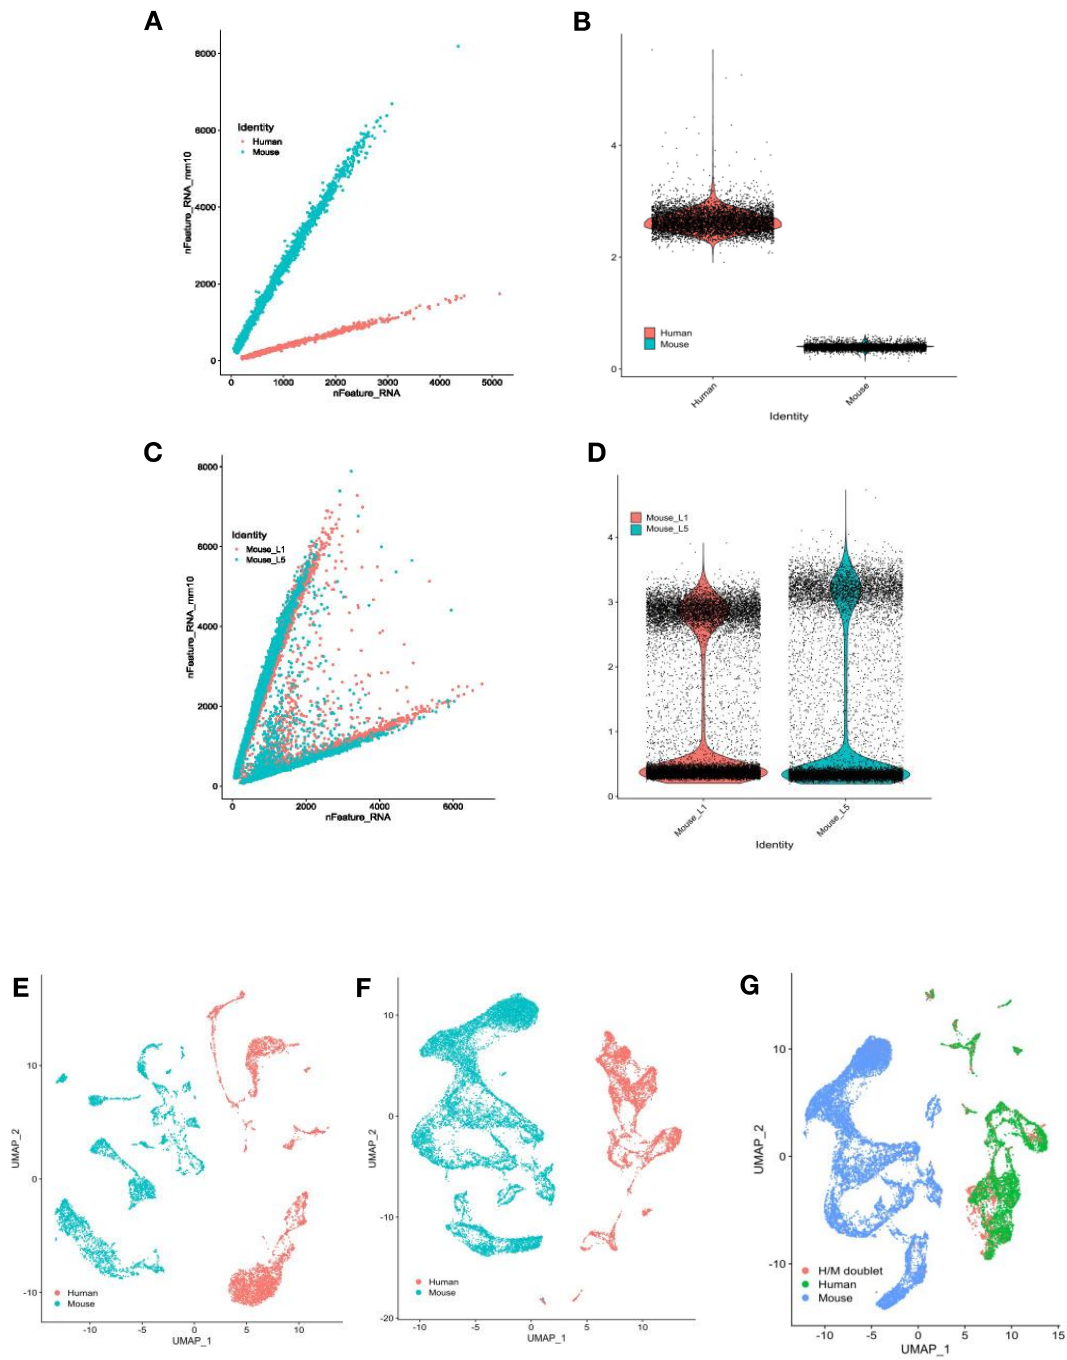 A
8000
6000
4000
2000
0
nFeature_RNA_mm10
Identity
Human
Mouse
0 1000 2000 3000 4000 5000
nFeature_RNA
B
4
2
0
Human
Mouse
Human Mouse
Identity
C
8000
6000
4000
2000
0
nFeature_RNA_mm10
Identity
Mouse_L1
Mouse_L5
0 2000 4000 6000
nFeature_RNA
D
4
3
2
1
0
Mouse_L1
Mouse_L5
Mouse_L1 Mouse_L5
Identity
E
10
0
-10
UMAP_2
Human
Mouse
-10 -5 0 5 10
UMAP_1
F
10
0
-10
-20
UMAP_2
Human
Mouse
-10 -5 0 5 10
UMAP_1
G
10
0
-10
UMAP_2
H/M doublet
Human
Mouse
-10 -5 0 5 10 15
UMAP_1